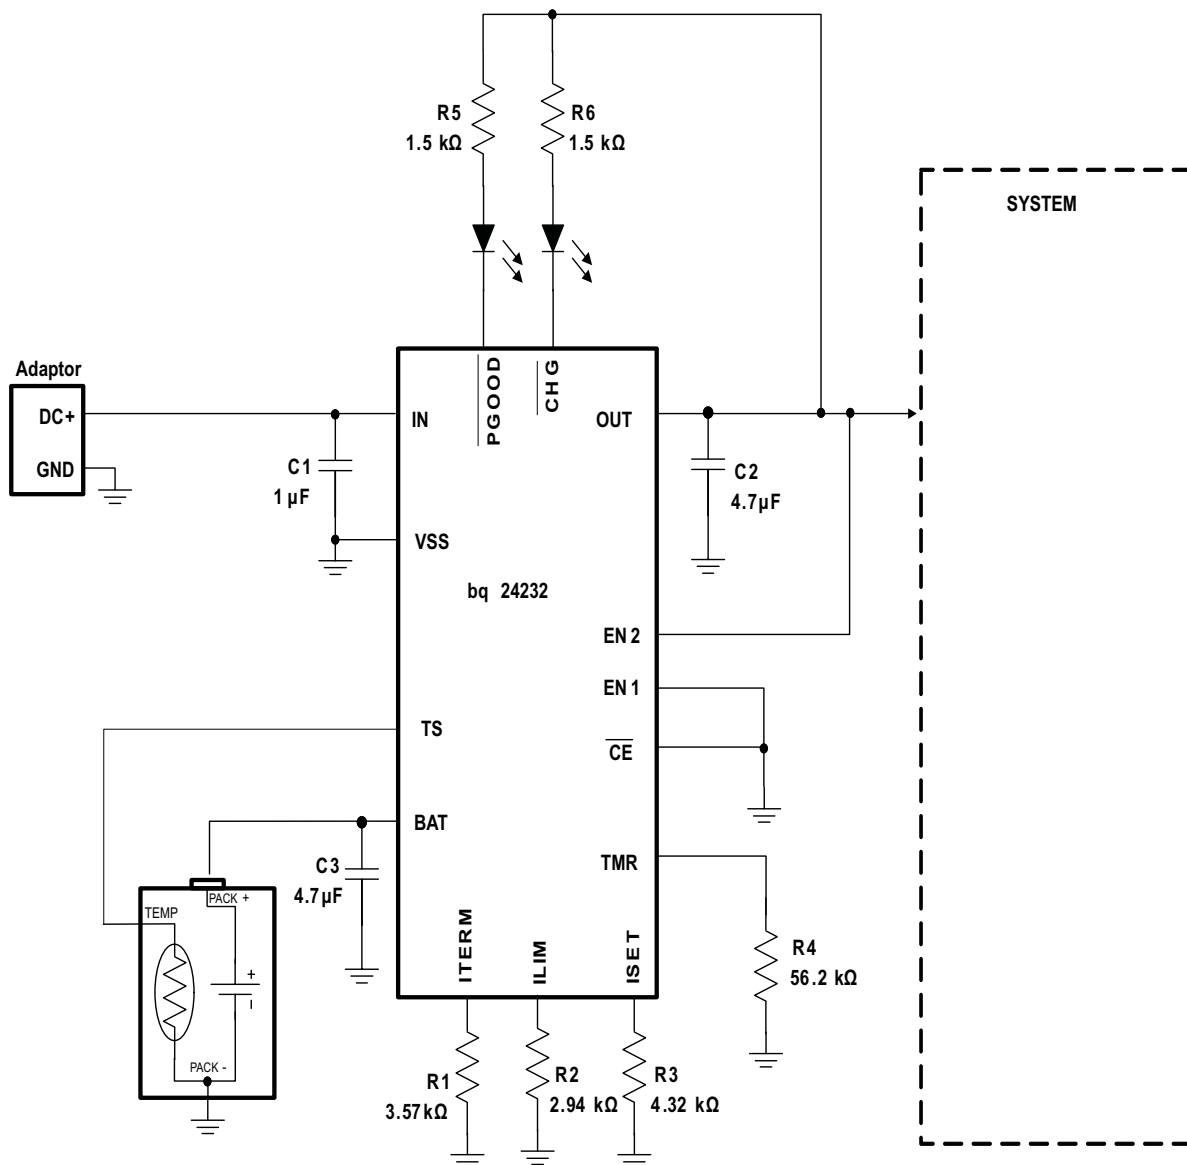 R5
1.5 kΩ
R6
1.5 kΩ
SYSTEM
Adaptor
DC+
GND
C1
1 µF
IN
PGOOD
CHG
OUT
C2
4.7µF
VSS
bq 24232
EN 2
EN 1
TS
CE
BAT
C3
4.7µF
TMR
PACK +
TEMP
+
−
PACK -
ITERM
ILIM
ISET
R4
56.2 kΩ
R1
3.57kΩ
R2
2.94 kΩ
R3
4.32 kΩ